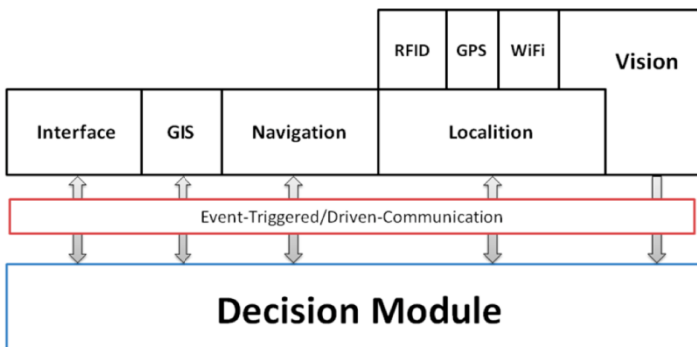 RFID GPS WiFi Vision
Interface GIS Navigation Localition
Event-Triggered/Driven-Communication
Decision Module